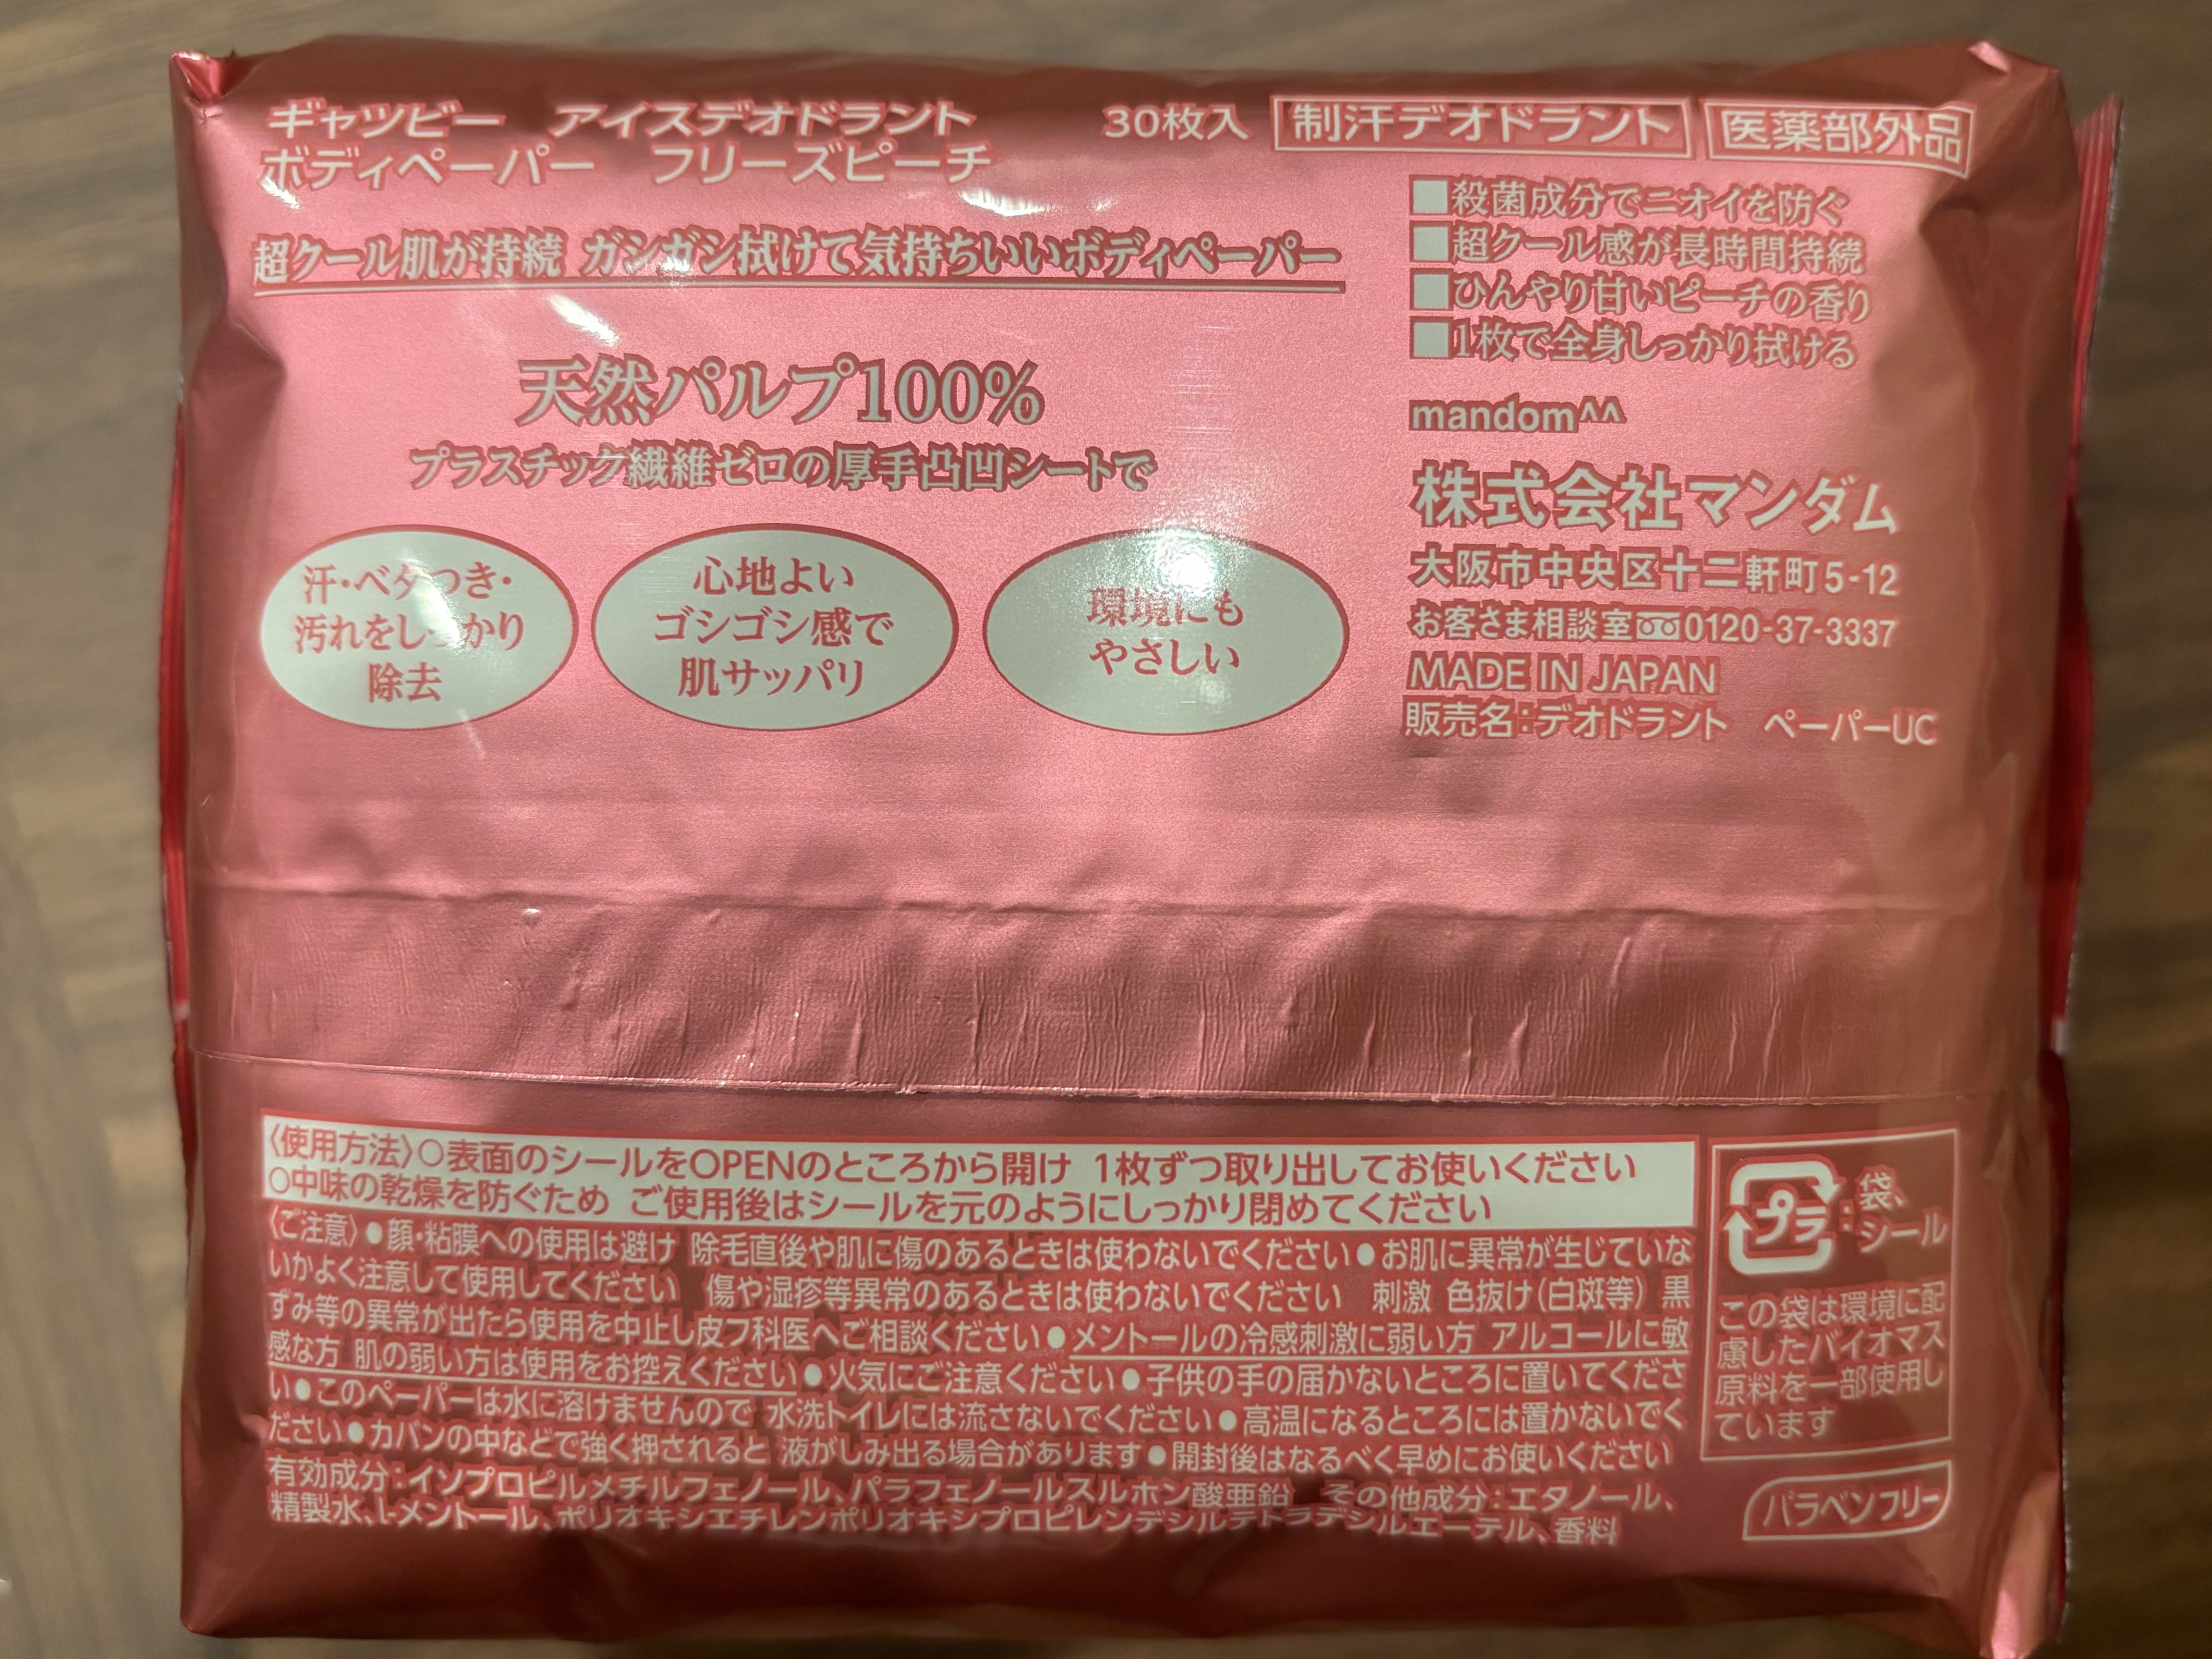 ギャツビー　アイスデオドラント
ボディペーパー　フリーズピーチ
30枚入 制汗デオドラント 医薬部外品
超クール肌が持続 ガシガシ拭けて気持ちいいボディペーパー
天然パルプ100%
プラスチック繊維ゼロの厚手凸凹シートで
汗・ベタつき・
汚れをしっかり
除去
心地よい
ゴシゴシ感で
肌サッパリ
環境にも
やさしい
■殺菌成分でニオイを防ぐ
■超クール感が長時間持続
■ひんやり甘いピーチの香り
■1枚で全身しっかり拭ける
mandom^^
株式会社マンダム
大阪市中央区十二軒町5-12
お客さま相談室 0120-37-3337
MADE IN JAPAN
販売名：デオドラント　ペーパーUC
〈使用方法〉○表面のシールをOPENのところから開け 1枚ずつ取り出してお使いください
○中味の乾燥を防ぐため ご使用後はシールを元のようにしっかり閉めてください
〈ご注意〉●顔・粘膜への使用は避け 除毛直後や肌に傷のあるときは使わないでください●お肌に異常が生じていな
いかよく注意して使用してください 傷や湿疹等異常のあるときは使わないでください 刺激 色抜け（白斑等）黒
ずみ等の異常が出たら使用を中止し皮フ科医へご相談ください●メントールの冷感刺激に弱い方 アルコールに敏
感な方 肌の弱い方は使用をお控えください●火気にご注意ください●子供の手の届かないところに置いてくださ
い●このペーパーは水に溶けませんので 水洗トイレには流さないでください●高温になるところには置かないでく
ださい●カバンの中などで強く押されると 液がしみ出る場合があります●開封後はなるべく早めにお使いください
有効成分：イソプロピルメチルフェノール、パラフェノールスルホン酸亜鉛　その他成分：エタノール、
精製水、l-メントール、ポリオキシエチレンポリオキシプロピレンデシルテトラデシルエーテル、香料
プラ：袋、
シール
この袋は環境に配
慮したバイオマス
原料を一部使用し
ています
パラベンフリー